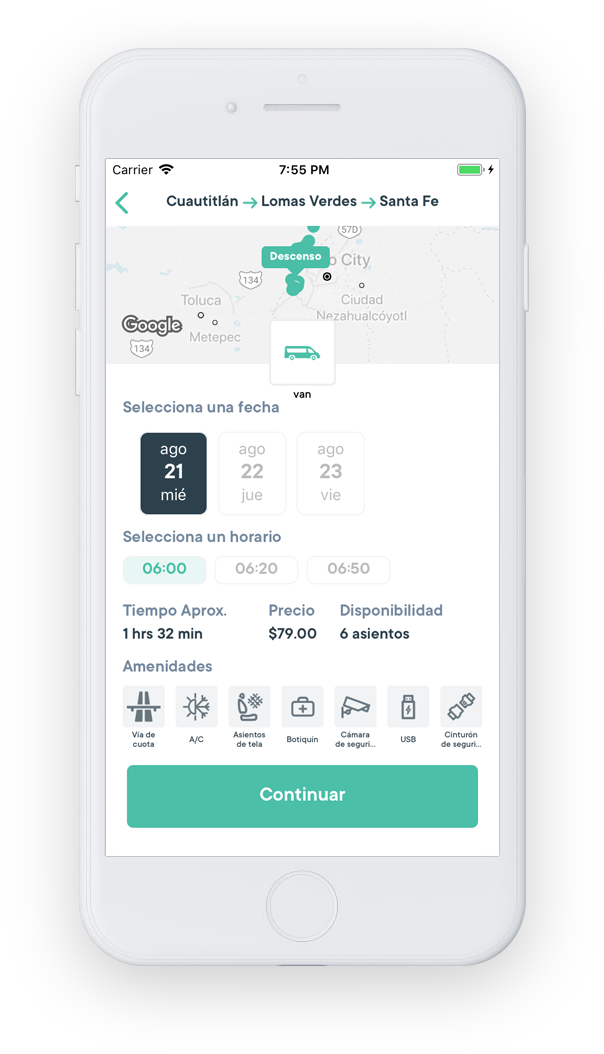 Carrier 7:55 PM
Cuautitlán → Lomas Verdes → Santa Fe
57D
Descenso
o City
134
Toluca
Ciudad
Nezahualcóyotl
Google
Metepec
134
van
Selecciona una fecha
ago ago ago
21 22 23
mié jue vie
Selecciona un horario
06:00 06:20 06:50
Tiempo Aprox. Precio Disponibilidad
1 hrs 32 min $79.00 6 asientos
Amenidades
Vía de cuota
A/C
Asientos de tela
Botiquín
Cámara de seguri...
USB
Cinturón de seguri...
Continuar